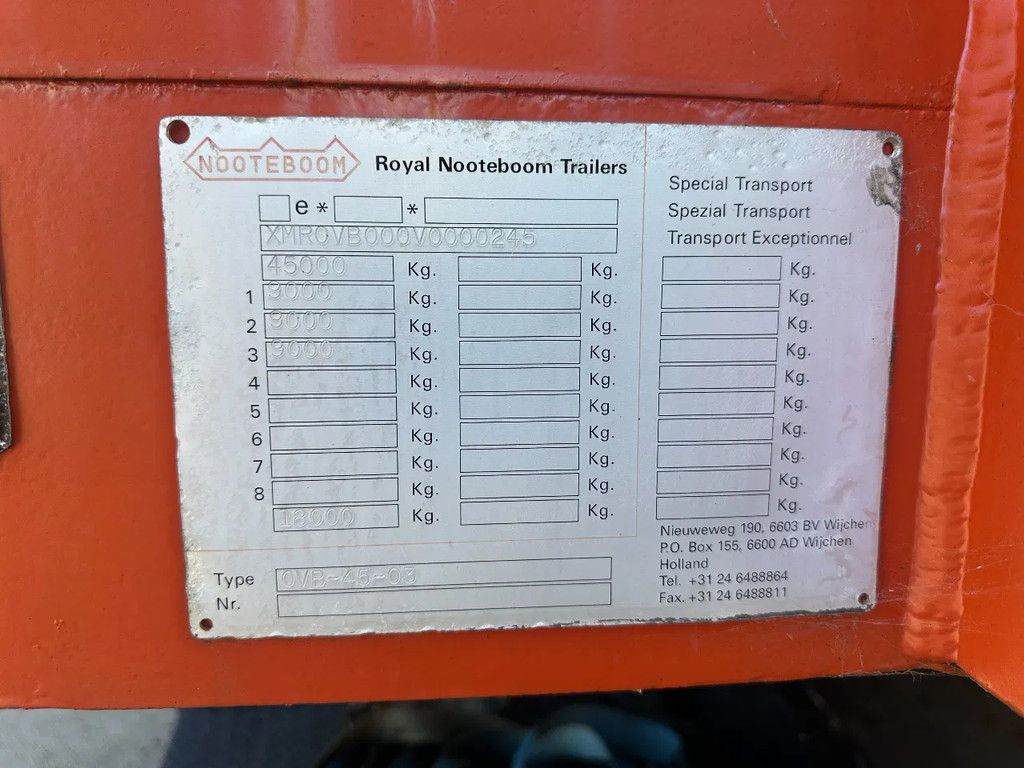 NOOTEBOOM Royal Nooteboom Trailers
e* *
XMROVB000V0000245
45000 Kg. Kg.
1 9000 Kg. Kg.
2 9000 Kg. Kg.
3 9000 Kg. Kg.
4 Kg. Kg.
5 Kg. Kg.
6 Kg. Kg.
7 Kg. Kg.
8 Kg. Kg.
18000 Kg. Kg.
Type OVB-45-03
Nr.
Special Transport
Spezial Transport
Transport Exceptionnel
Kg.
Kg.
Kg.
Kg.
Kg.
Kg.
Kg.
Kg.
Kg.
Kg.
Nieuweweg 190, 6603 BV Wijchen
P.O. Box 155, 6600 AD Wijchen
Holland
Tel. +31 24 6488864
Fax. +31 24 6488811